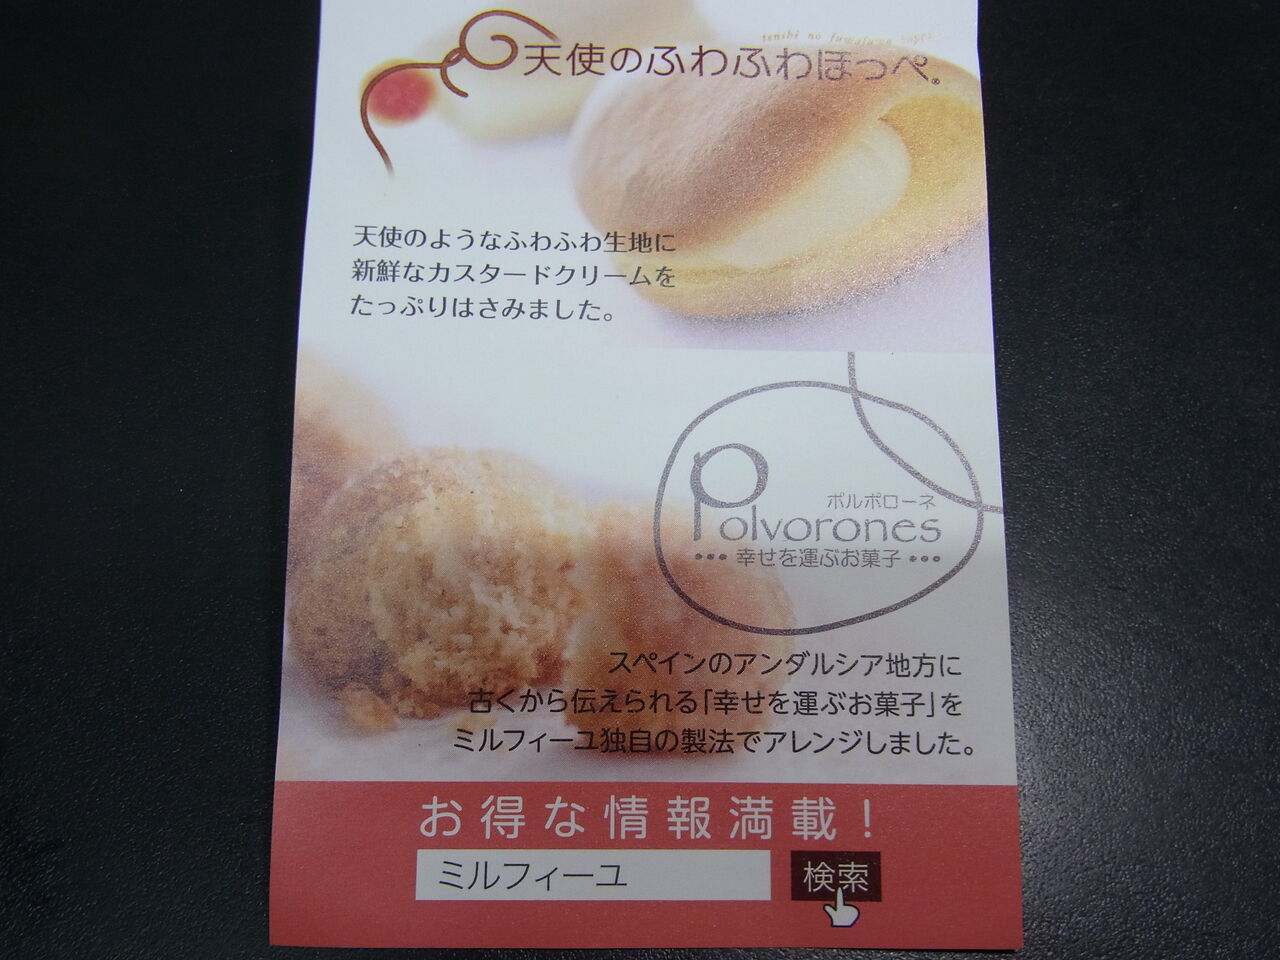 tenshi no fuwafuwa
天使のふわふわほっぺ®
天使のようなふわふわ生地に
新鮮なカスタードクリームを
たっぷりはさみました。
ポルポローネ
Polvorones
•••幸せを運ぶお菓子•••
スペインのアンダルシア地方に
古くから伝えられる「幸せを運ぶお菓子」を
ミルフィーユ独自の製法でアレンジしました。
お得な情報満載！
ミルフィーユ 検索